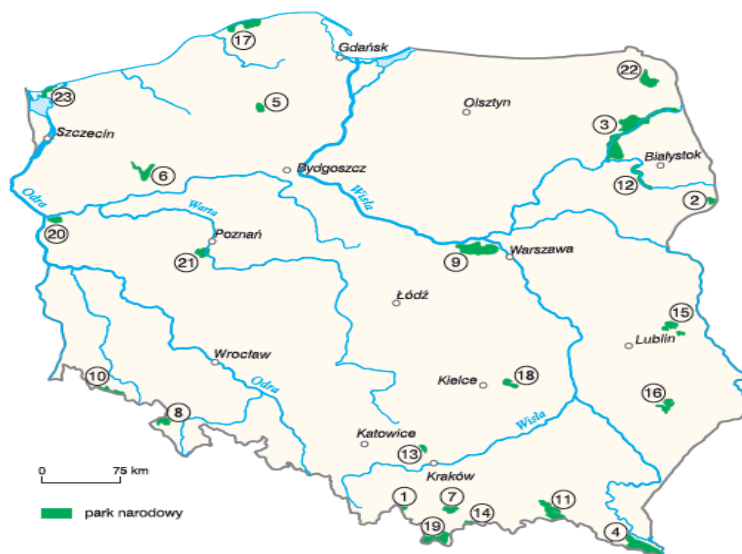 17
Gdańsk
22
23
5
Olsztyn
3
Szczecin
Białystok
6
Bydgoszcz
12
Odra
Wisła
2
20
Warta
Poznań
21
9
Warszawa
Łódź
15
Lublin
Wrocław
10
Odra
Kielce
18
16
8
Wisła
Katowice
13
Kraków
0
75 km
park narodowy
1
7
14
11
19
4